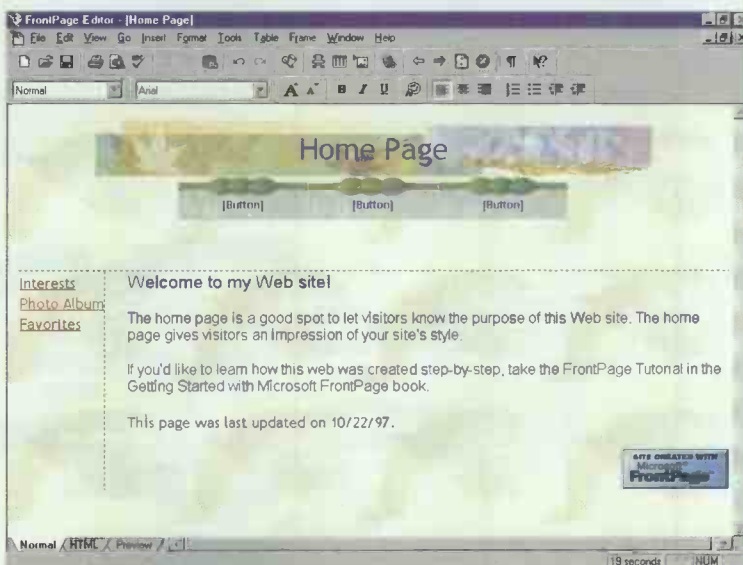 FrontPage Editor - [Home Page]
File Edit View Go Insert Format Tools Table Frame Window Help
Normal Arial A A B I U
Home Page
[Button] [Button] [Button]
Interests
Photo Album
Favorites
Welcome to my Web site!
The home page is a good spot to let visitors know the purpose of this Web site. The home
page gives visitors an impression of your site's style.
If you'd like to learn how this web was created step-by-step, take the FrontPage Tutorial in the
Getting Started with Microsoft FrontPage book.
This page was last updated on 10/22/97.
SITE CREATED WITH
Microsoft
FrontPage
Normal HTML Preview
19 seconds NUM